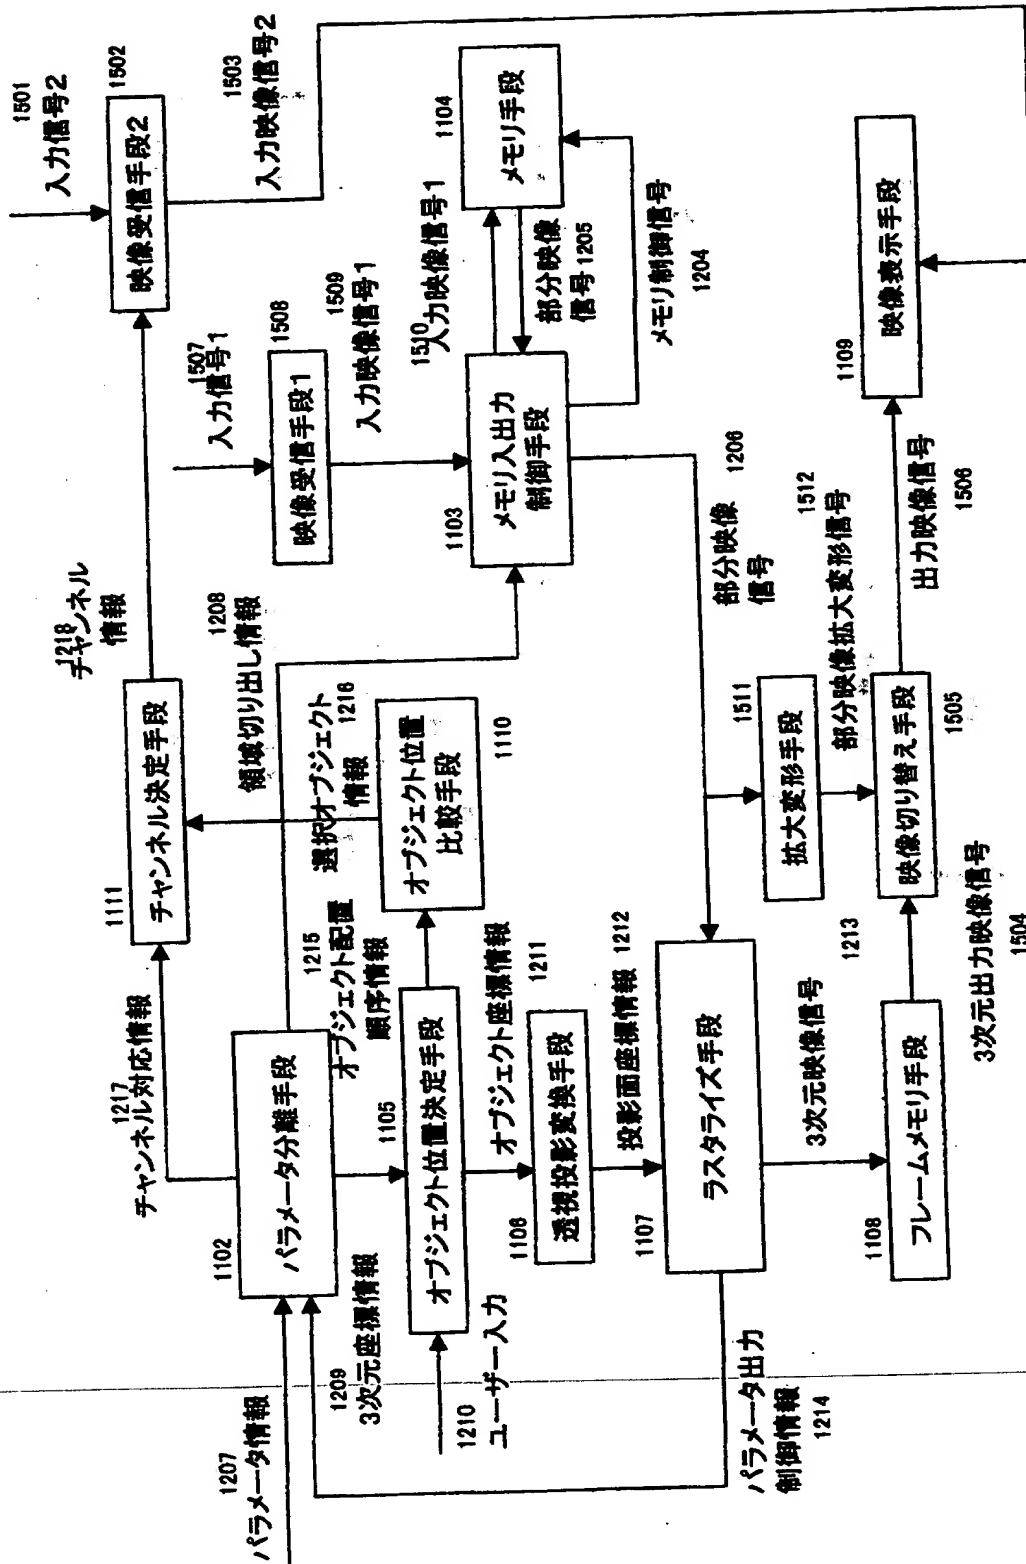 1207
パラメータ情報
1217
チャンネル対応情報
1102
パラメータ分離手段
1209
3次元座標情報
1210
ユーザー入力
1105
オブジェクト位置決定手段
1215
オブジェクト配置
順序情報
1111
チャンネル決定手段
1218
チャンネル
情報
1208
領域切り出し情報
選択オブジェクト
情報 1216
オブジェクト位置
比較手段
1110
オブジェクト座標情報
1211
1106
透視投影変換手段
投影面座標情報 1212
1107
ラスタライズ手段
パラメータ出力
制御情報
1214
3次元映像信号
1213
1108
フレームメモリ手段
3次元出力映像信号
1504
1501
入力信号2
1502
映像受信手段2
1503
入力映像信号2
1507
入力信号1
1508
映像受信手段1
1509
入力映像信号1
1103
メモリ入出力
制御手段
1510
入力映像信号1
部分映像
信号 1205
1104
メモリ手段
メモリ制御信号
1204
部分映像
信号
1206
1511
拡大変形手段
1512
部分映像拡大変形信号
映像切り替え手段
1505
出力映像信号
1506
1109
映像表示手段